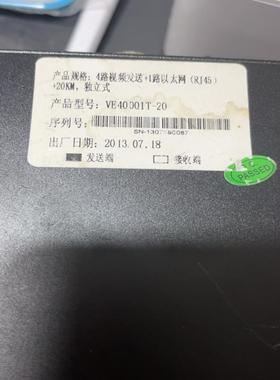 产品规格：4路视频发送+1路以太网（RJ45）
+20KM，独立式
产品型号：VE40001T-20
序列号：
出厂日期：2013.07.18
发送端 接收端
PASSED